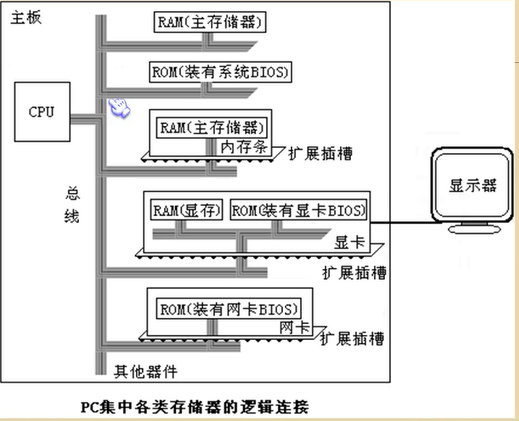 主板
RAM(主存储器)
ROM(装有系统BIOS)
CPU
RAM(主存储器)
内存条
扩展插槽
总线
RAM(显存)
ROM(装有显卡BIOS)
显卡
扩展插槽
显示器
ROM(装有网卡BIOS)
网卡
扩展插槽
其他器件
PC集中各类存储器的逻辑连接